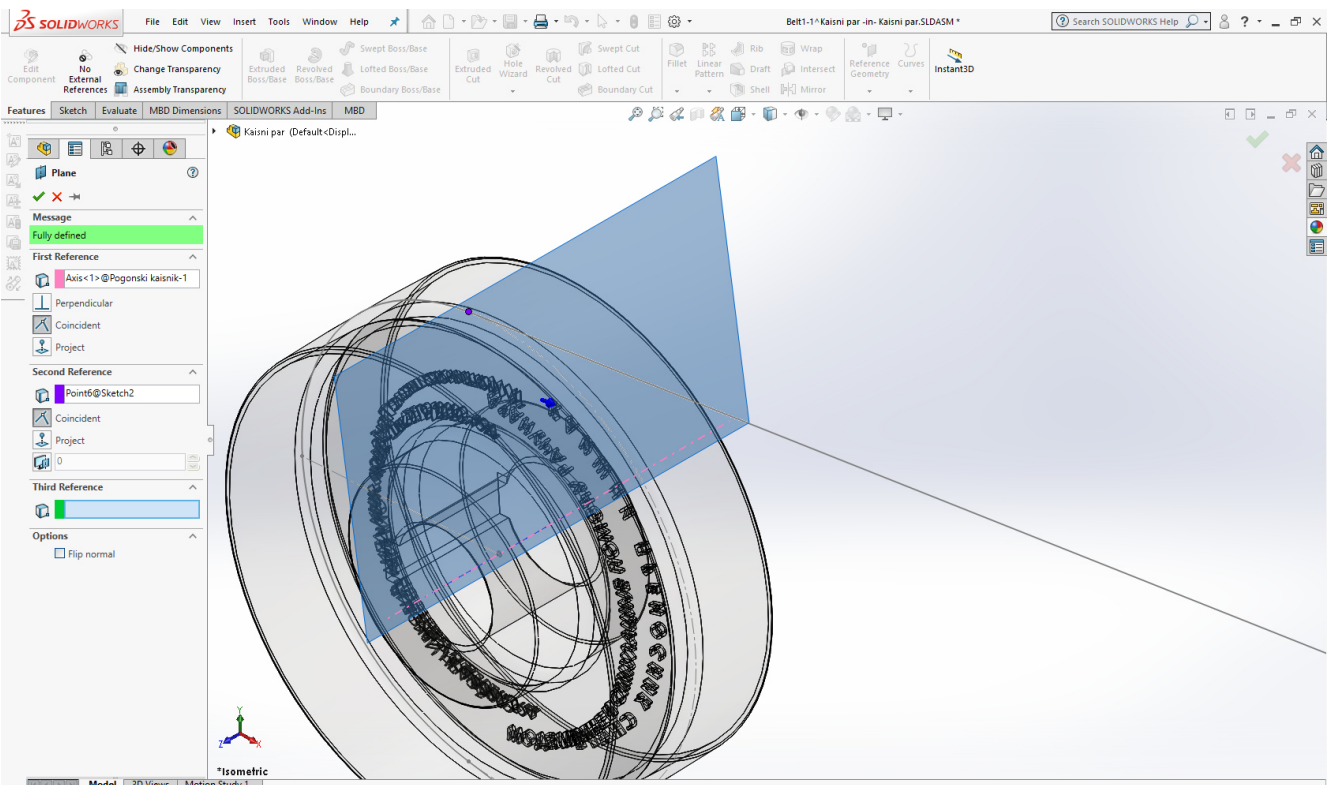 SOLIDWORKS File Edit View Insert Tools Window Help Belt1-1^Kaisni par -in- Kaisni par.SLDASM * Search SOLIDWORKS Help ?
Edit Component
No External References
Hide/Show Components
Change Transparency
Assembly Transparency
Extruded Boss/Base
Revolved Boss/Base
Swept Boss/Base
Lofted Boss/Base
Boundary Boss/Base
Extruded Cut
Hole Wizard
Revolved Cut
Swept Cut
Lofted Cut
Boundary Cut
Fillet
Linear Pattern
Rib
Draft
Shell
Wrap
Intersect
Mirror
Reference Geometry
Curves
Instant3D
Features Sketch Evaluate MBD Dimensions SOLIDWORKS Add-Ins MBD
Kaisni par (Default<Displ...
Plane
Message
Fully defined
First Reference
Axis<1>@Pogonski kaisnik-1
Perpendicular
Coincident
Project
Second Reference
Point6@Sketch2
Coincident
Project
0
Third Reference
Options
Flip normal
Y
Z X
*Isometric
Model 3D Views Motion Study 1